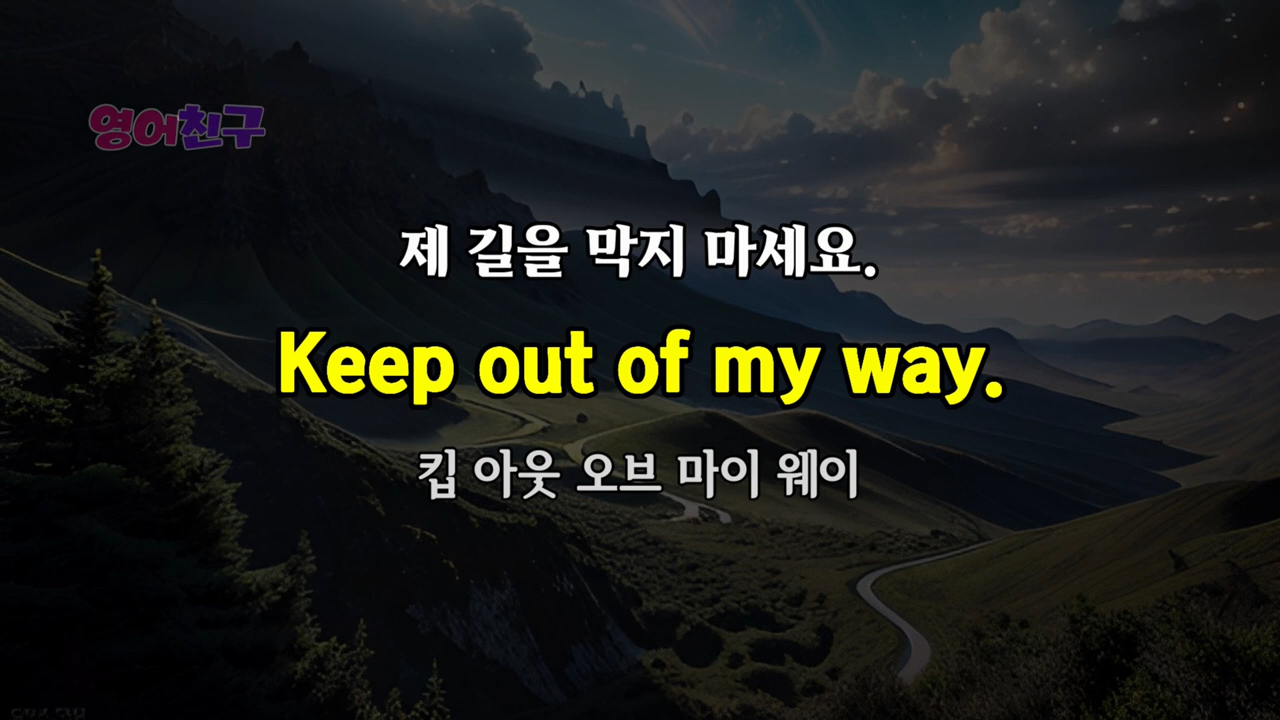 영어친구
제 길을 막지 마세요.
Keep out of my way.
킵 아웃 오브 마이 웨이